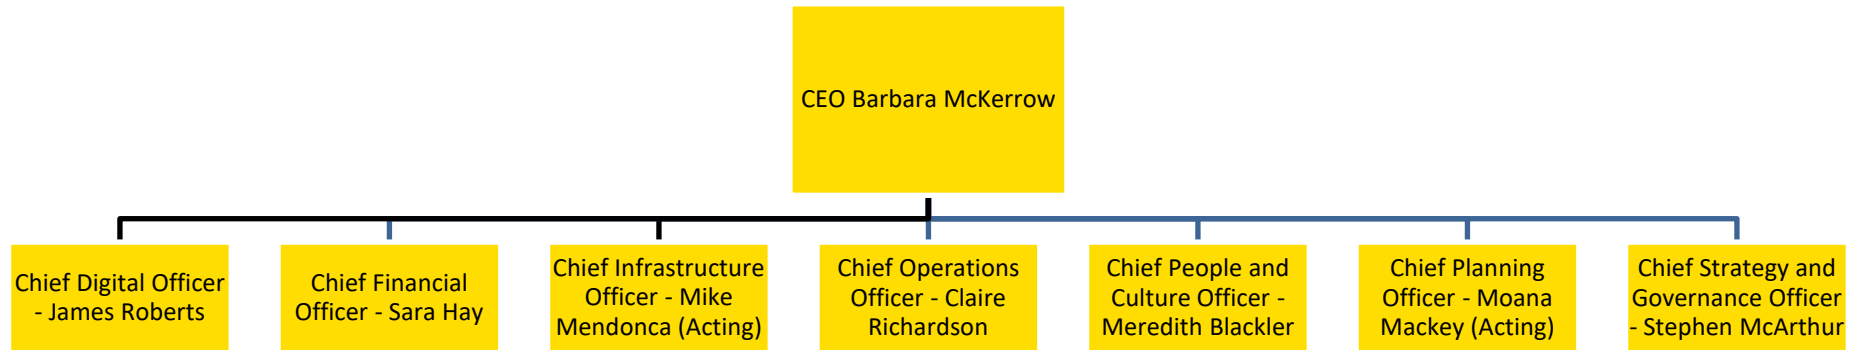 CEO Barbara McKerrow
Chief Digital Officer
- James Roberts
Chief Financial
Officer - Sara Hay
Chief Infrastructure
Officer - Mike
Mendonca (Acting)
Chief Operations
Officer - Claire
Richardson
Chief People and
Culture Officer -
Meredith Blackler
Chief Planning
Officer - Moana
Mackey (Acting)
Chief Strategy and
Governance Officer
- Stephen McArthur